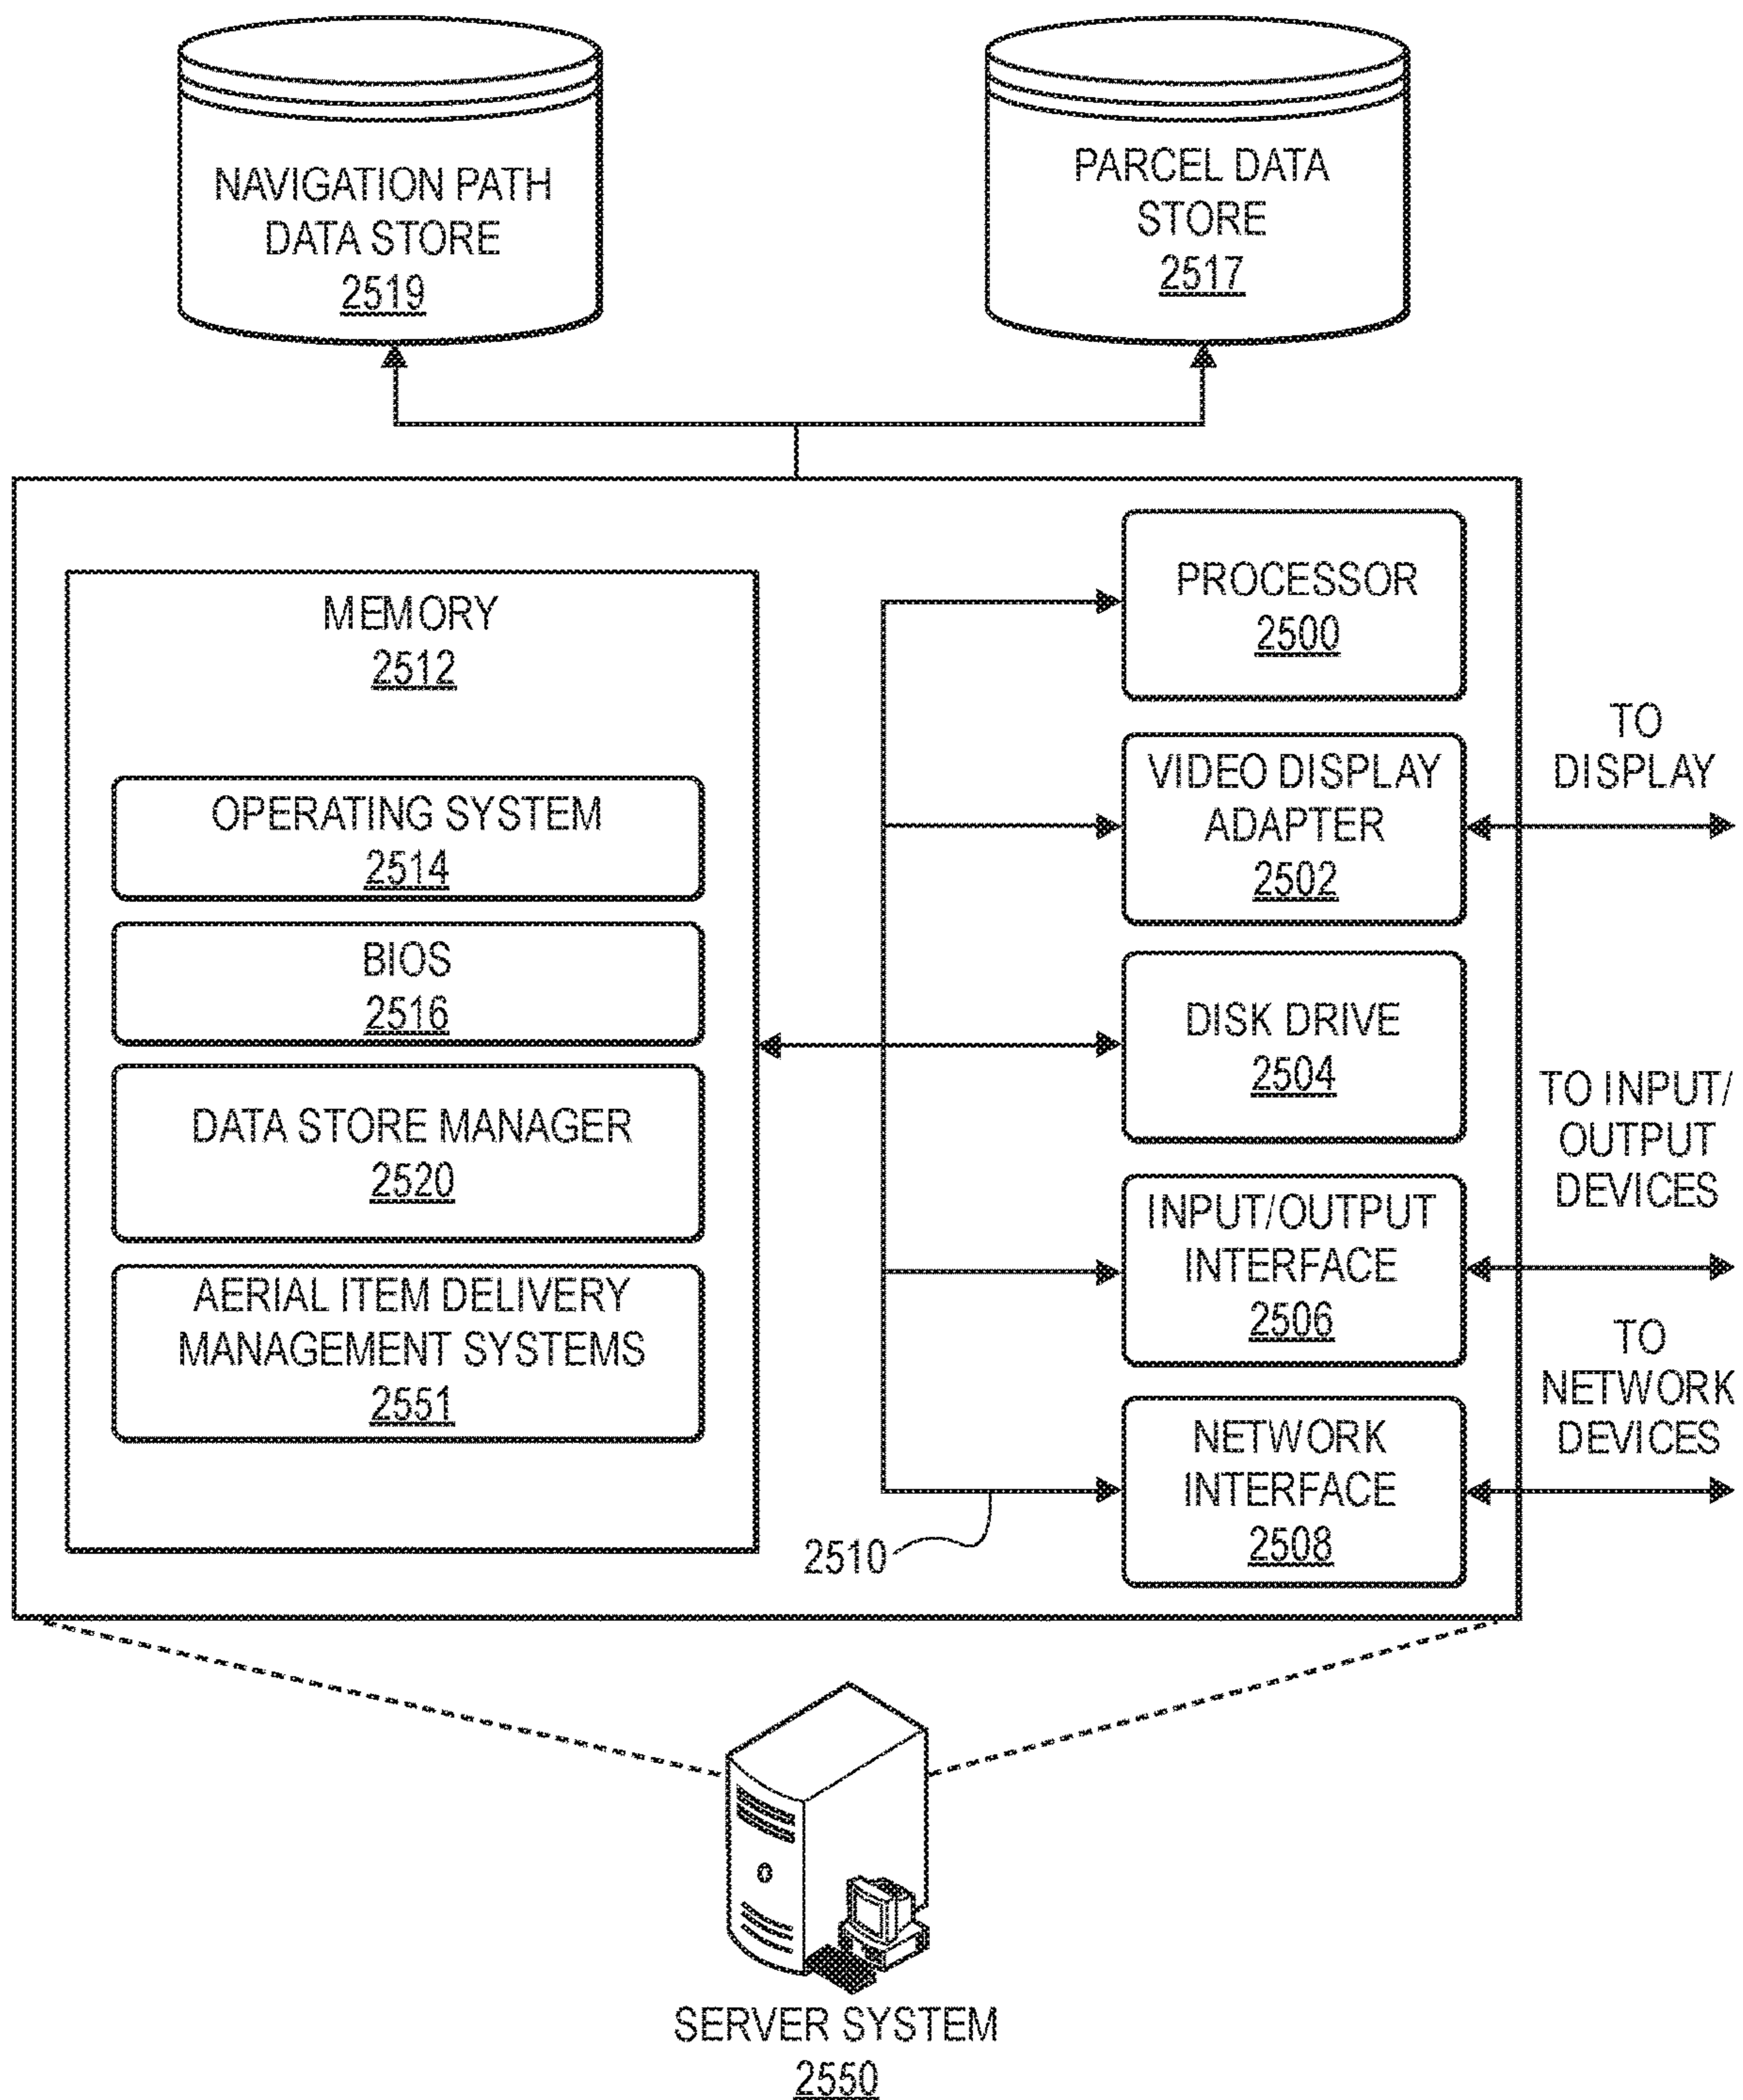 NAVIGATION PATH
DATA STORE
2519
PARCEL DATA
STORE
2517
MEMORY
2512
OPERATING SYSTEM
2514
BIOS
2516
DATA STORE MANAGER
2520
AERIAL ITEM DELIVERY
MANAGEMENT SYSTEMS
2551
PROCESSOR
2500
VIDEO DISPLAY
ADAPTER
2502
DISK DRIVE
2504
INPUT/OUTPUT
INTERFACE
2506
NETWORK
INTERFACE
2508
2510
TO
DISPLAY
TO INPUT/
OUTPUT
DEVICES
TO
NETWORK
DEVICES
SERVER SYSTEM
2550